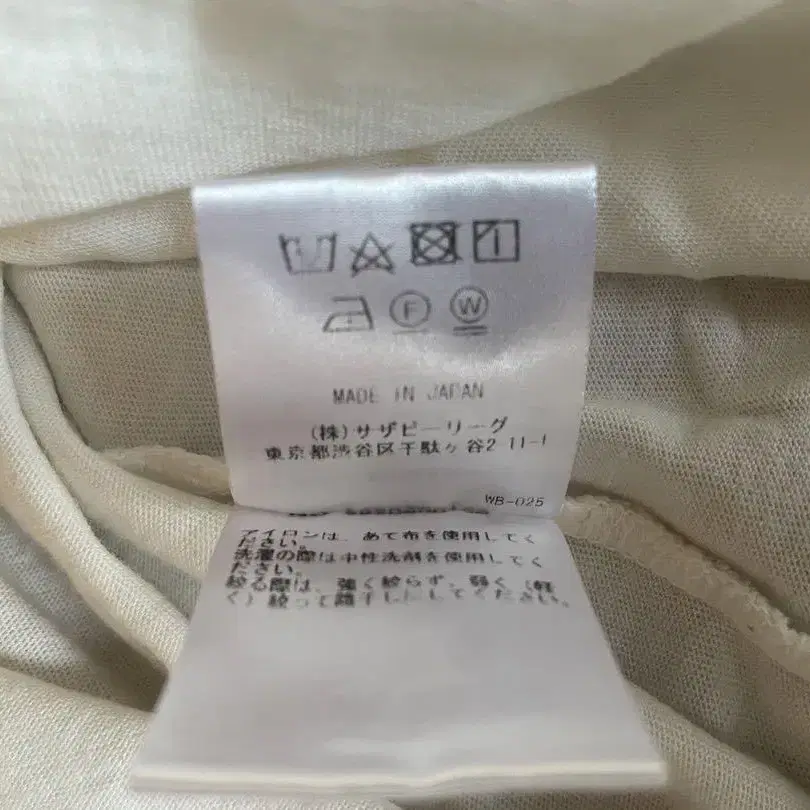 F W
MADE IN JAPAN
(株)サザビーリーグ
東京都渋谷区千駄ヶ谷2 11-1
WB-025
アイロンは、あて布を使用してく
ださい。
洗濯の際は中性洗剤を使用してく
ださい。
絞る際は、強く絞らず、弱く(軽
く)絞って陰干しにしてください。